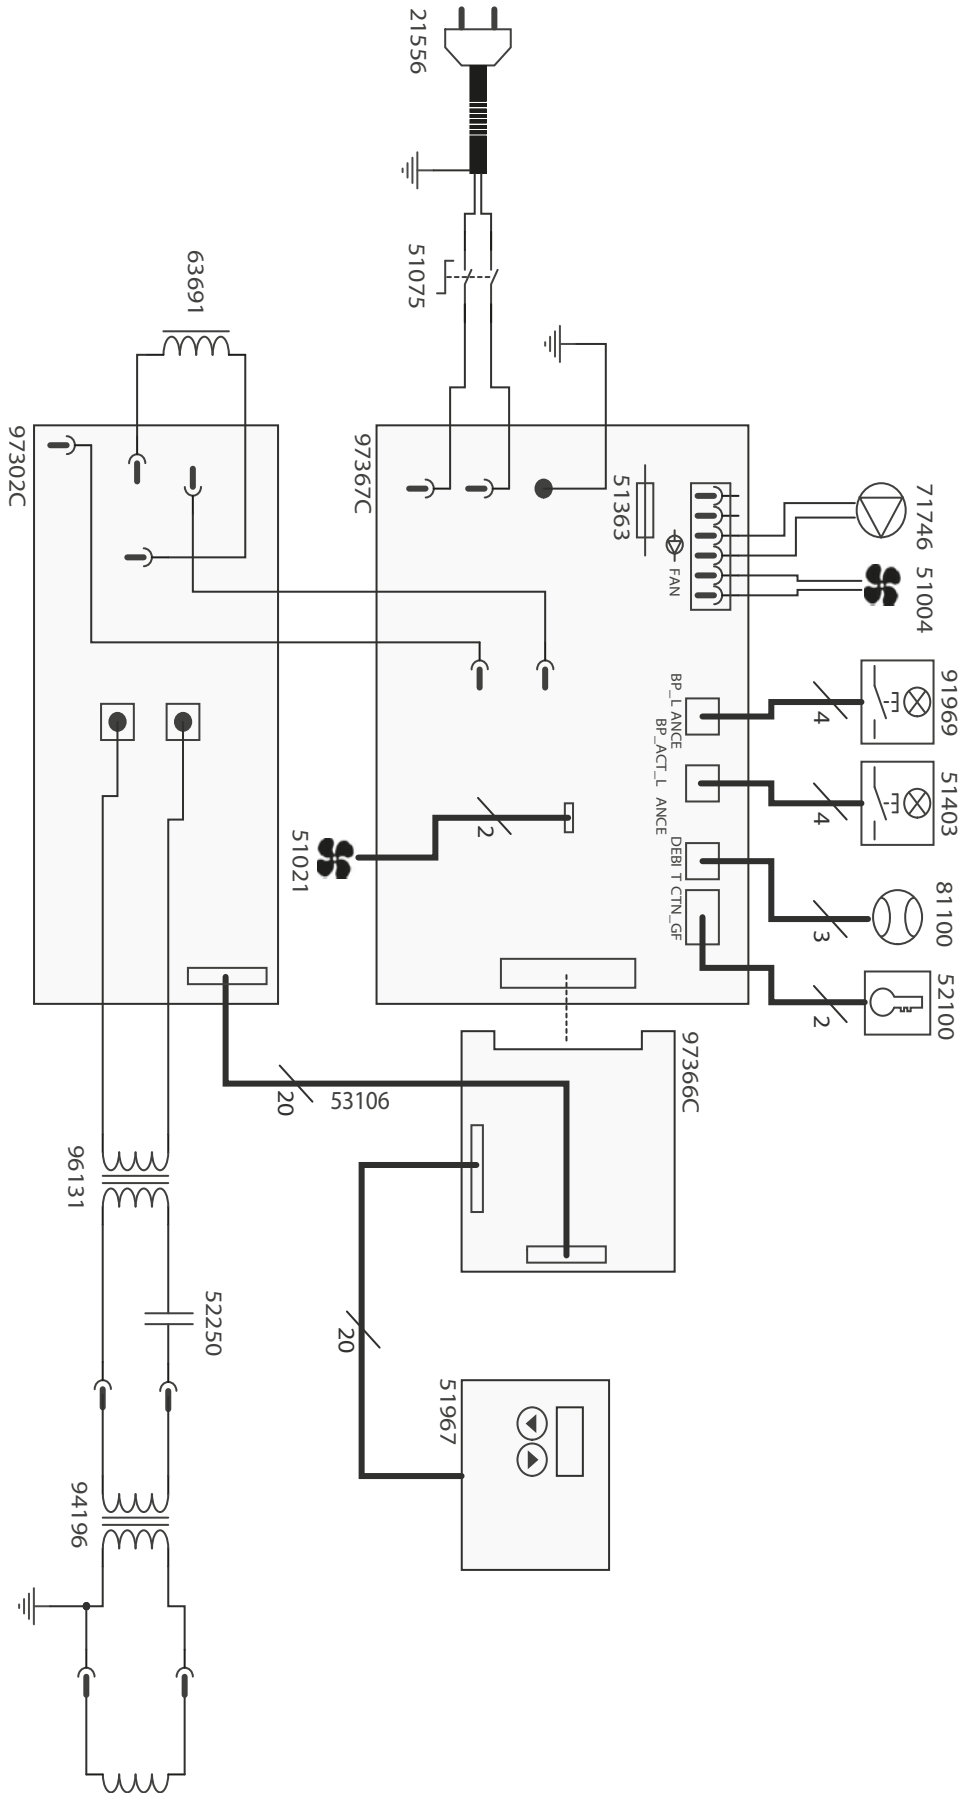 21556
51075
63691
97302C
97367C
51363
FAN
71746
51004
91969
4
BP_L ANCE
51403
4
BP_ACT_L ANCE
81100
3
DEBI T
52100
2
CTN_GF
2
51021
97366C
20
53106
20
51967
96131
52250
94196